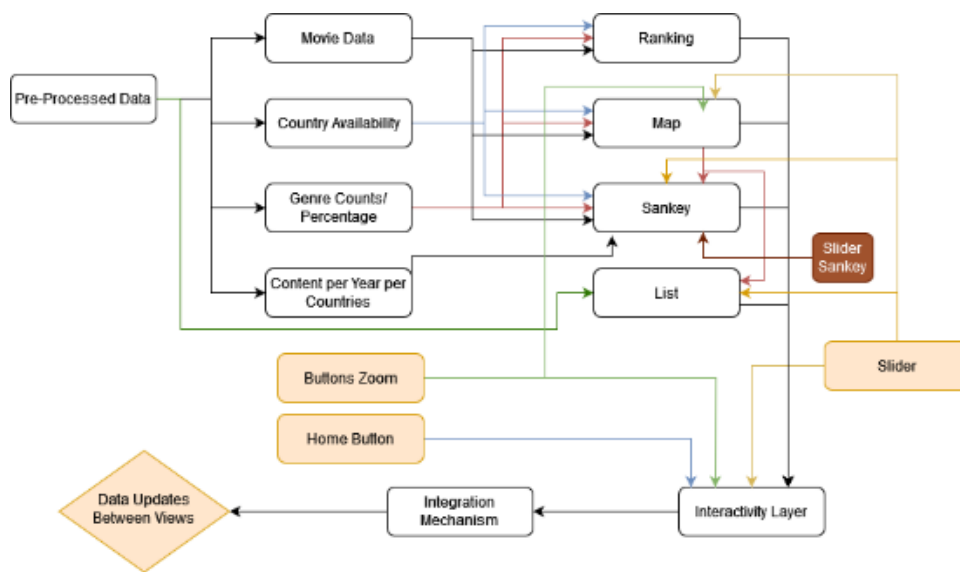 Movie Data
Ranking
Pre-Processed Data
Country Availability
Map
Genre Counts/
Percentage
Sankey
Slider
Sankey
Content per Year per
Countries
List
Buttons Zoom
Slider
Home Button
Data Updates
Between Views
Integration
Mechanism
Interactivity Layer